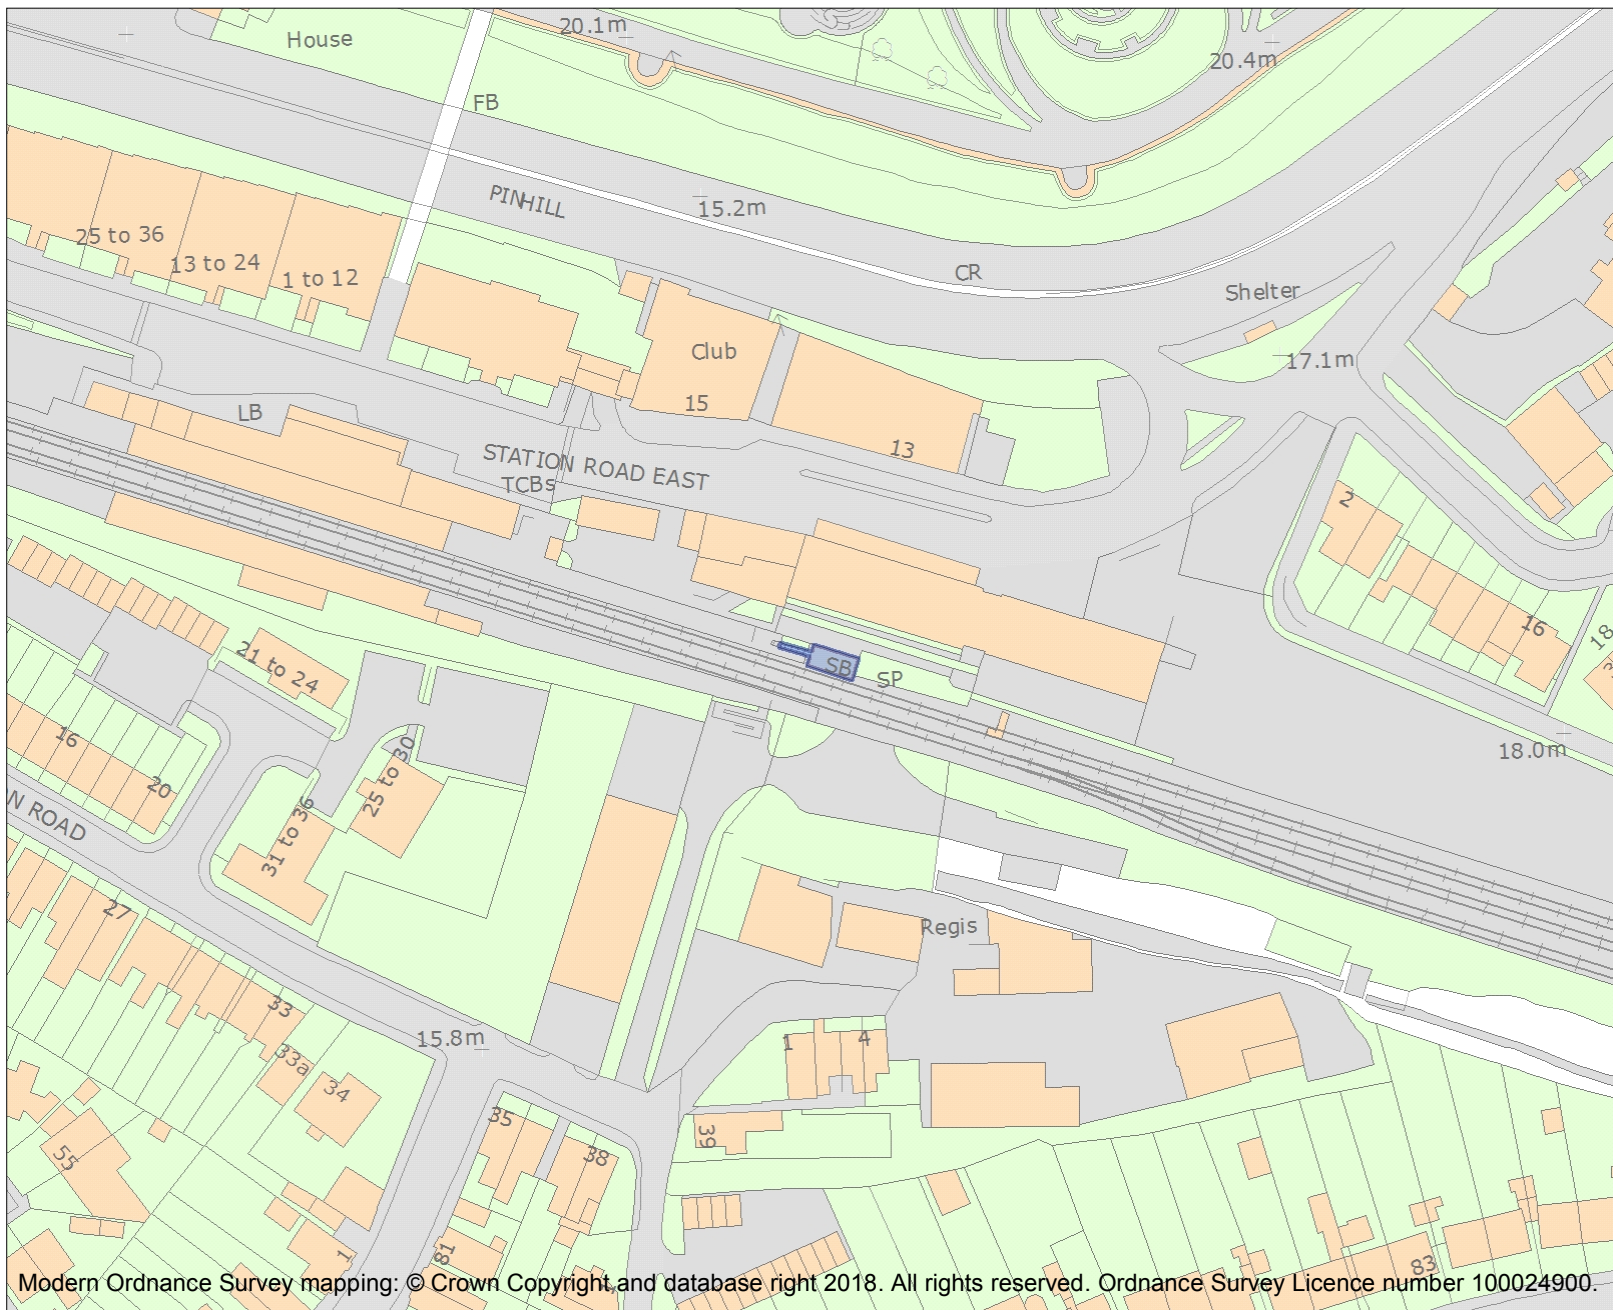 20.1m
House
20.4m
FB
PINHILL
15.2m
25 to 36
13 to 24
1 to 12
CR
Shelter
17.1m
Club
15
LB
13
STATION ROAD EAST
TCBs
2
16
18
21 to 24
SB
SP
16
20
25 to 30
18.0m
N ROAD
31 to 36
27
Regis
33
33a
34
15.8m
1
4
35
39
38
55
81
1
83
Modern Ordnance Survey mapping: © Crown Copyright and database right 2018. All rights reserved. Ordnance Survey Licence number 100024900.